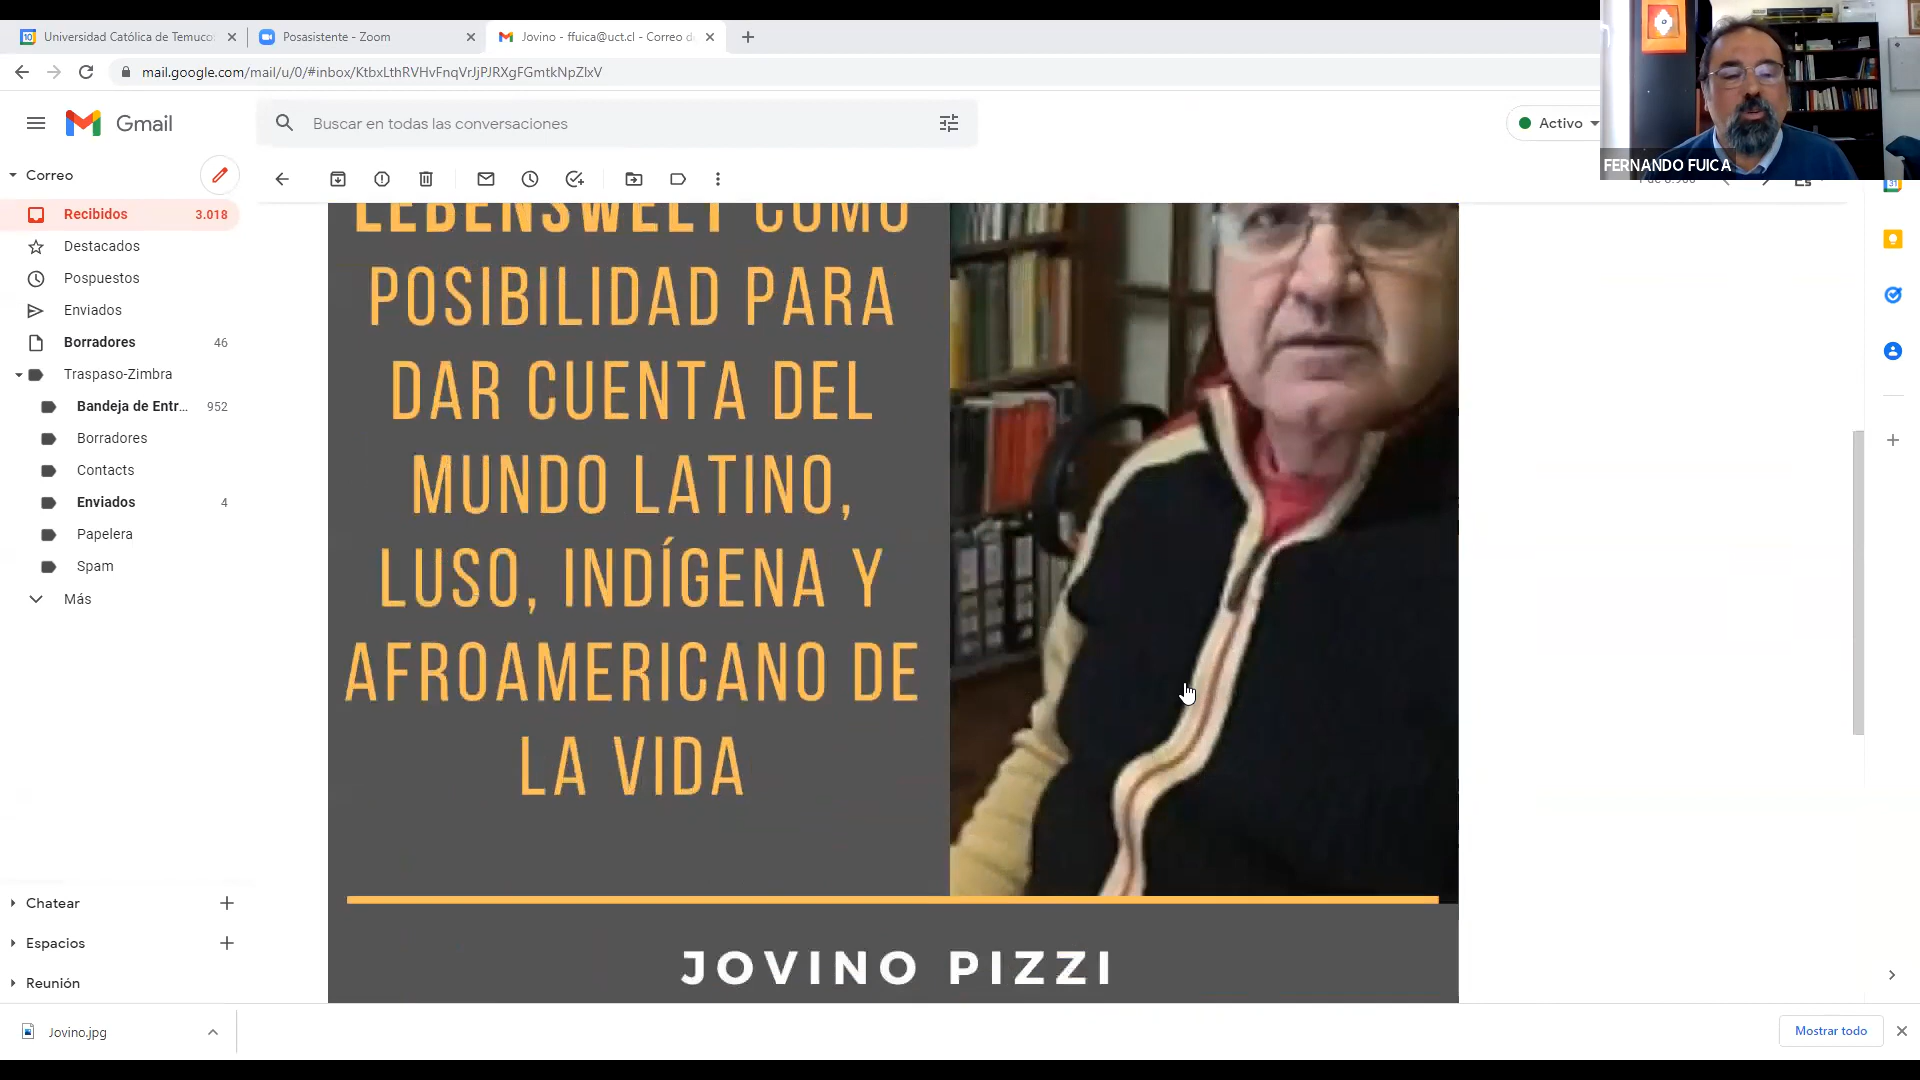 Universidad Católica de Temuco
Posasistente - Zoom
Jovino - ffuica@uct.cl - Correo d
mail.google.com/mail/u/0/#inbox/KtbxLthRVHvFnqVrJjPJRXgFGmtkNpZlxV
Gmail
Buscar en todas las conversaciones
Activo
FERNANDO FUICA
Correo
Recibidos 3.018
Destacados
Pospuestos
Enviados
Borradores 46
Traspaso-Zimbra
Bandeja de Entr... 952
Borradores
Contacts
Enviados 4
Papelera
Spam
Más
Chatear
Espacios
Reunión
LEBENSWELT COMO
POSIBILIDAD PARA
DAR CUENTA DEL
MUNDO LATINO,
LUSO, INDÍGENA Y
AFROAMERICANO DE
LA VIDA
JOVINO PIZZI
Jovino.jpg
Mostrar todo